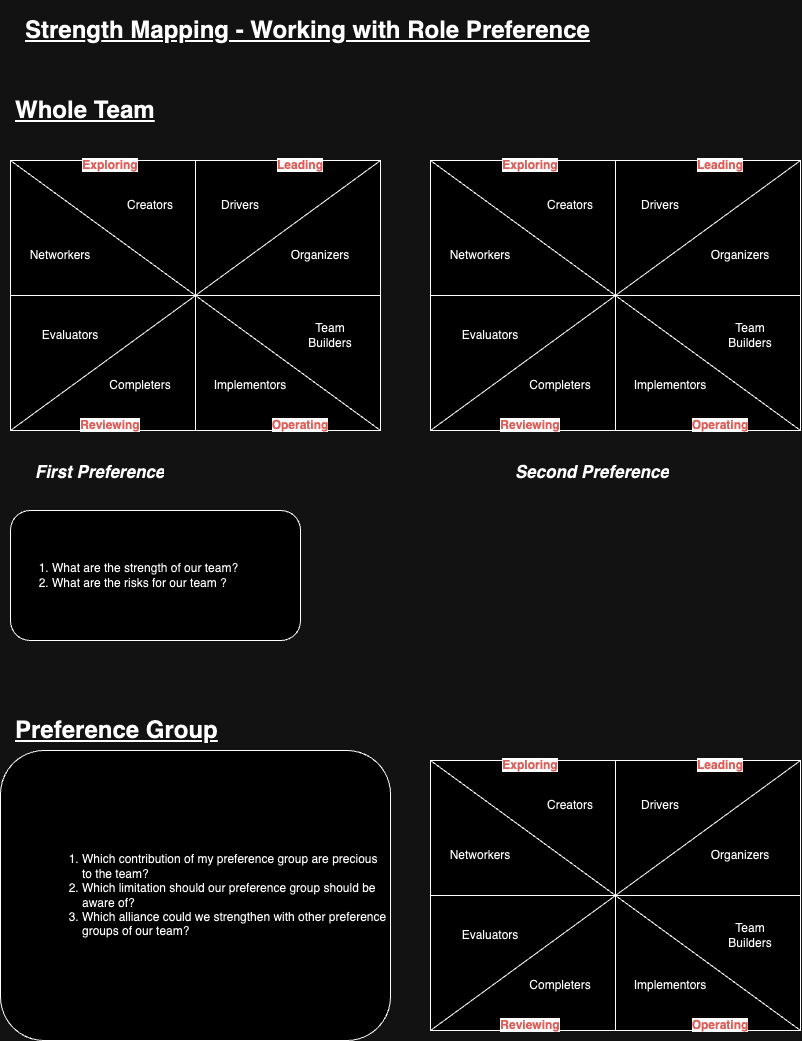 Strength Mapping - Working with Role Preference
Whole Team
Exploring
Leading
Creators
Drivers
Networkers
Organizers
Evaluators
Team
Builders
Completers
Implementors
Reviewing
Operating
First Preference
Exploring
Leading
Creators
Drivers
Networkers
Organizers
Evaluators
Team
Builders
Completers
Implementors
Reviewing
Operating
Second Preference
1. What are the strength of our team?
2. What are the risks for our team ?
Preference Group
1. Which contribution of my preference group are precious
to the team?
2. Which limitation should our preference group should be
aware of?
3. Which alliance could we strengthen with other preference
groups of our team?
Exploring
Leading
Creators
Drivers
Networkers
Organizers
Evaluators
Team
Builders
Completers
Implementors
Reviewing
Operating